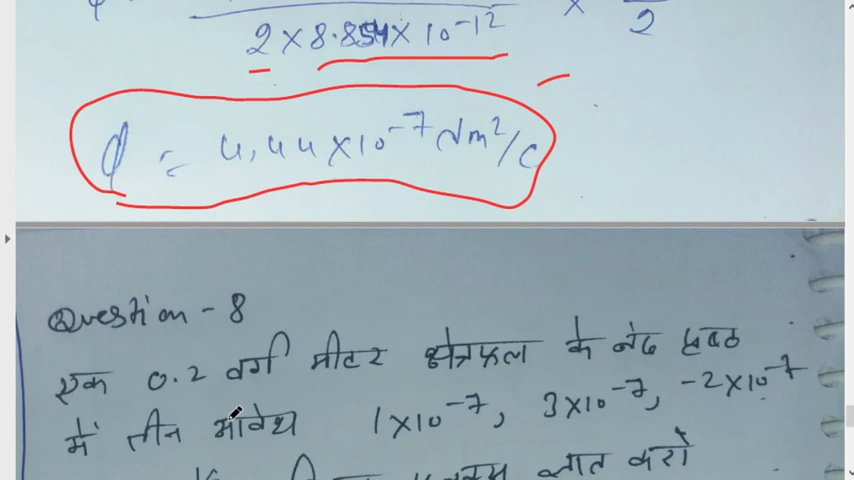 2 × 8.854 × 10⁻¹² × 2
φ = 4.44 × 10⁻⁷ Nm²/C
Question - 8
एक 0.2 वर्ग मीटर क्षेत्रफल के बंद पृष्ठ
में तीन आवेश 1×10⁻⁷, 3×10⁻⁷, -2×10⁻⁷
ज्ञात करो